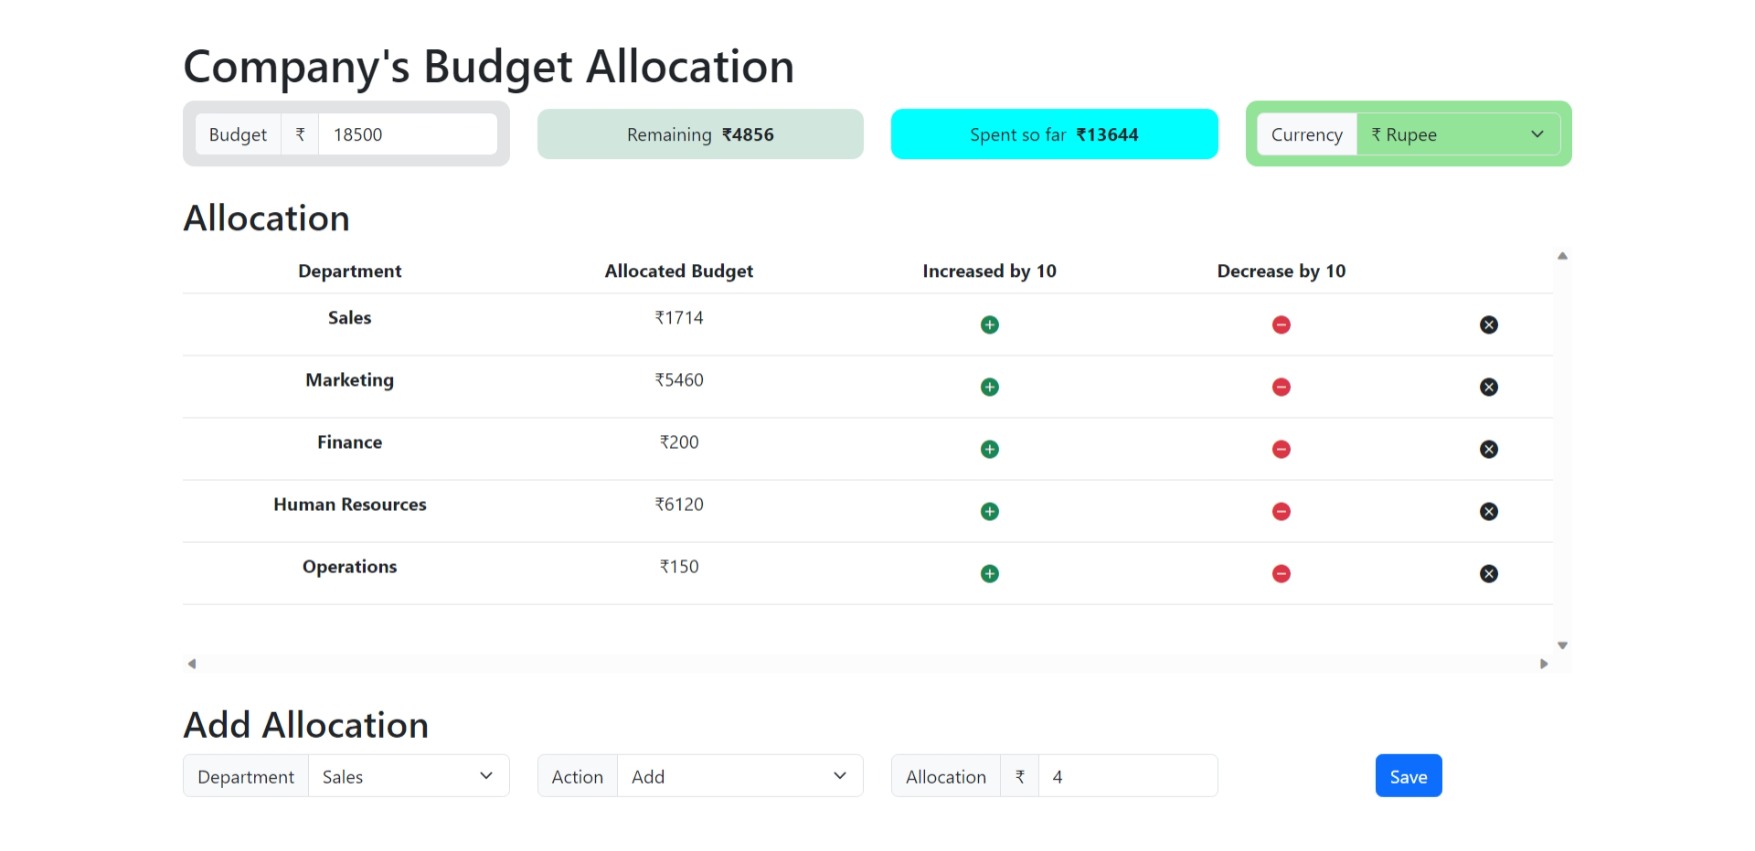 Company's Budget Allocation
Budget ₹ 18500 Remaining ₹4856 Spent so far ₹13644 Currency ₹ Rupee
Allocation
Department Allocated Budget Increased by 10 Decrease by 10
Sales ₹1714
Marketing ₹5460
Finance ₹200
Human Resources ₹6120
Operations ₹150
Add Allocation
Department Sales Action Add Allocation ₹ 4 Save